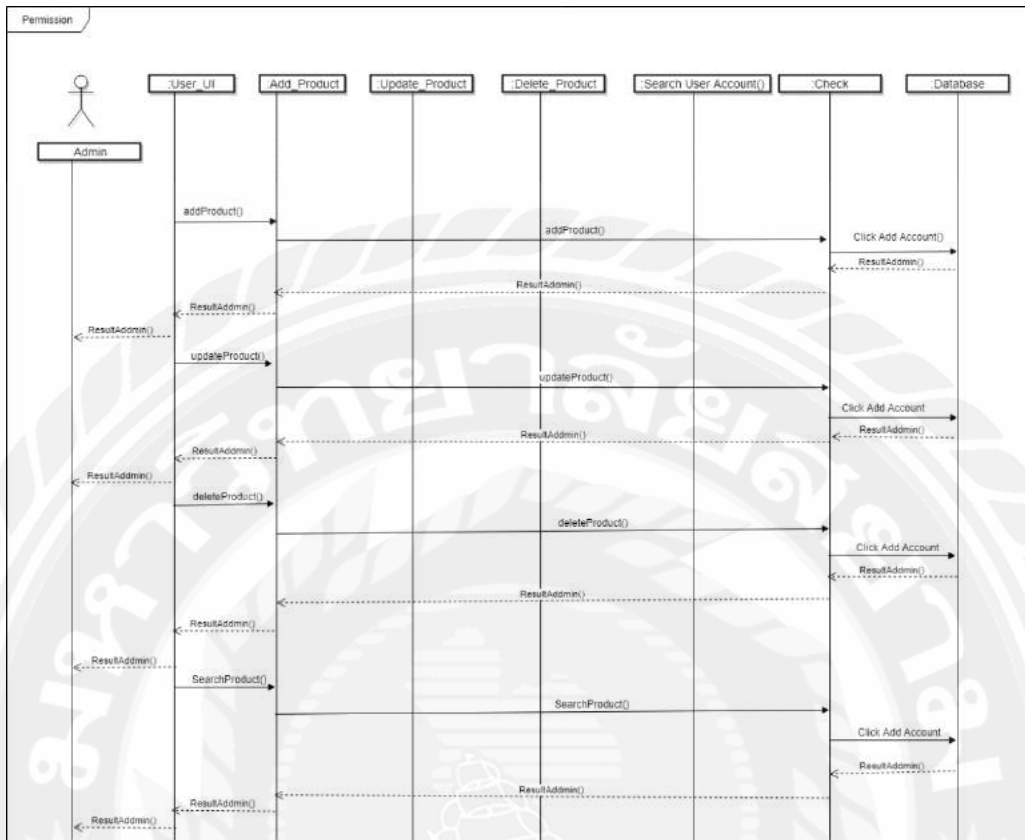 Permission
:User_UI
:Add_Product
:Update_Product
:Delete_Product
:Search User Account()
:Check
:Database
Admin
addProduct()
addProduct()
Click Add Account()
ResultAddmin()
ResultAddmin()
ResultAddmin()
ResultAddmin()
updateProduct()
updateProduct()
Click Add Account
ResultAddmin()
ResultAddmin()
ResultAddmin()
ResultAddmin()
deleteProduct()
deleteProduct()
Click Add Account
ResultAddmin()
ResultAddmin()
ResultAddmin()
ResultAddmin()
SearchProduct()
SearchProduct()
Click Add Account
ResultAddmin()
ResultAddmin()
ResultAddmin()
ResultAddmin()